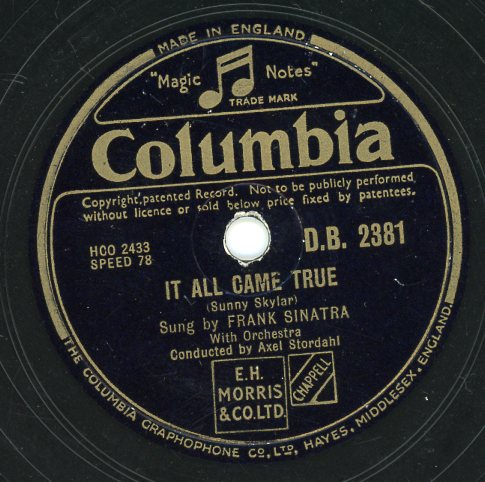 MADE IN ENGLAND
"Magic Notes"
TRADE MARK
Columbia
Copyright, patented Record. Not to be publicly performed,
without licence or sold below price fixed by patentees.
HCO 2433
SPEED 78
D.B. 2381
IT ALL CAME TRUE
(Sunny Skylar)
Sung by FRANK SINATRA
With Orchestra
Conducted by Axel Stordahl
E.H.
MORRIS
& CO. LTD.
CHAPPELL
THE COLUMBIA GRAPHOPHONE CO., LTD., HAYES, MIDDLESEX, ENGLAND.